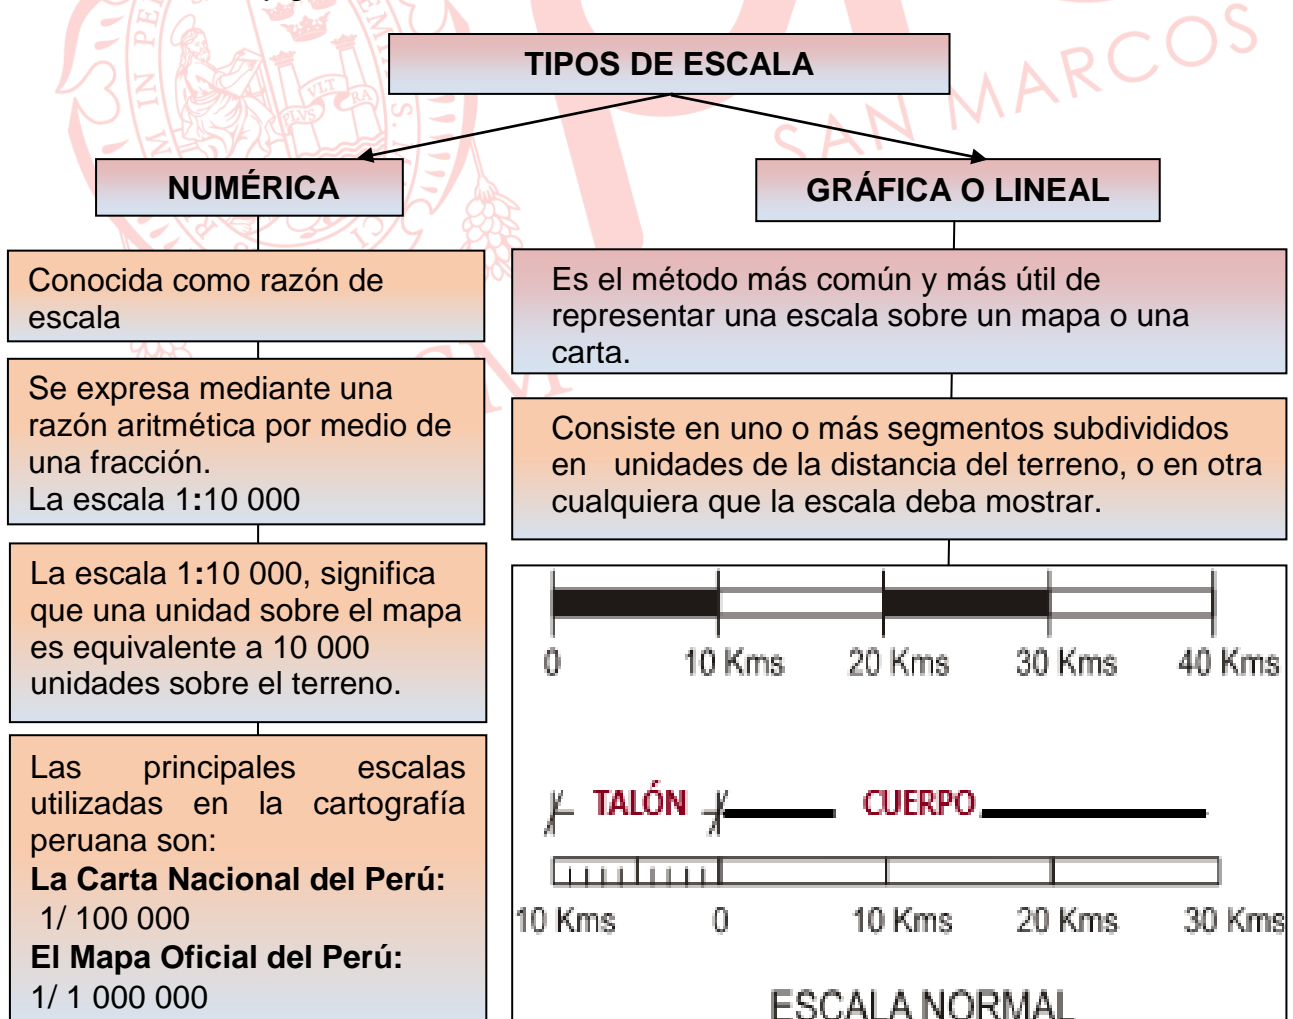 TIPOS DE ESCALA
NUMÉRICA
Conocida como razón de
escala
Se expresa mediante una
razón aritmética por medio de
una fracción.
La escala 1:10 000
La escala 1:10 000, significa
que una unidad sobre el mapa
es equivalente a 10 000
unidades sobre el terreno.
Las principales escalas
utilizadas en la cartografía
peruana son:
La Carta Nacional del Perú:
1/ 100 000
El Mapa Oficial del Perú:
1/ 1 000 000
GRÁFICA O LINEAL
Es el método más común y más útil de
representar una escala sobre un mapa o una
carta.
Consiste en uno o más segmentos subdivididos
en unidades de la distancia del terreno, o en otra
cualquiera que la escala deba mostrar.
0 10 Kms 20 Kms 30 Kms 40 Kms
TALÓN CUERPO
10 Kms 0 10 Kms 20 Kms 30 Kms
ESCALA NORMAL
SAN MARCOS
PLVS VLT RA